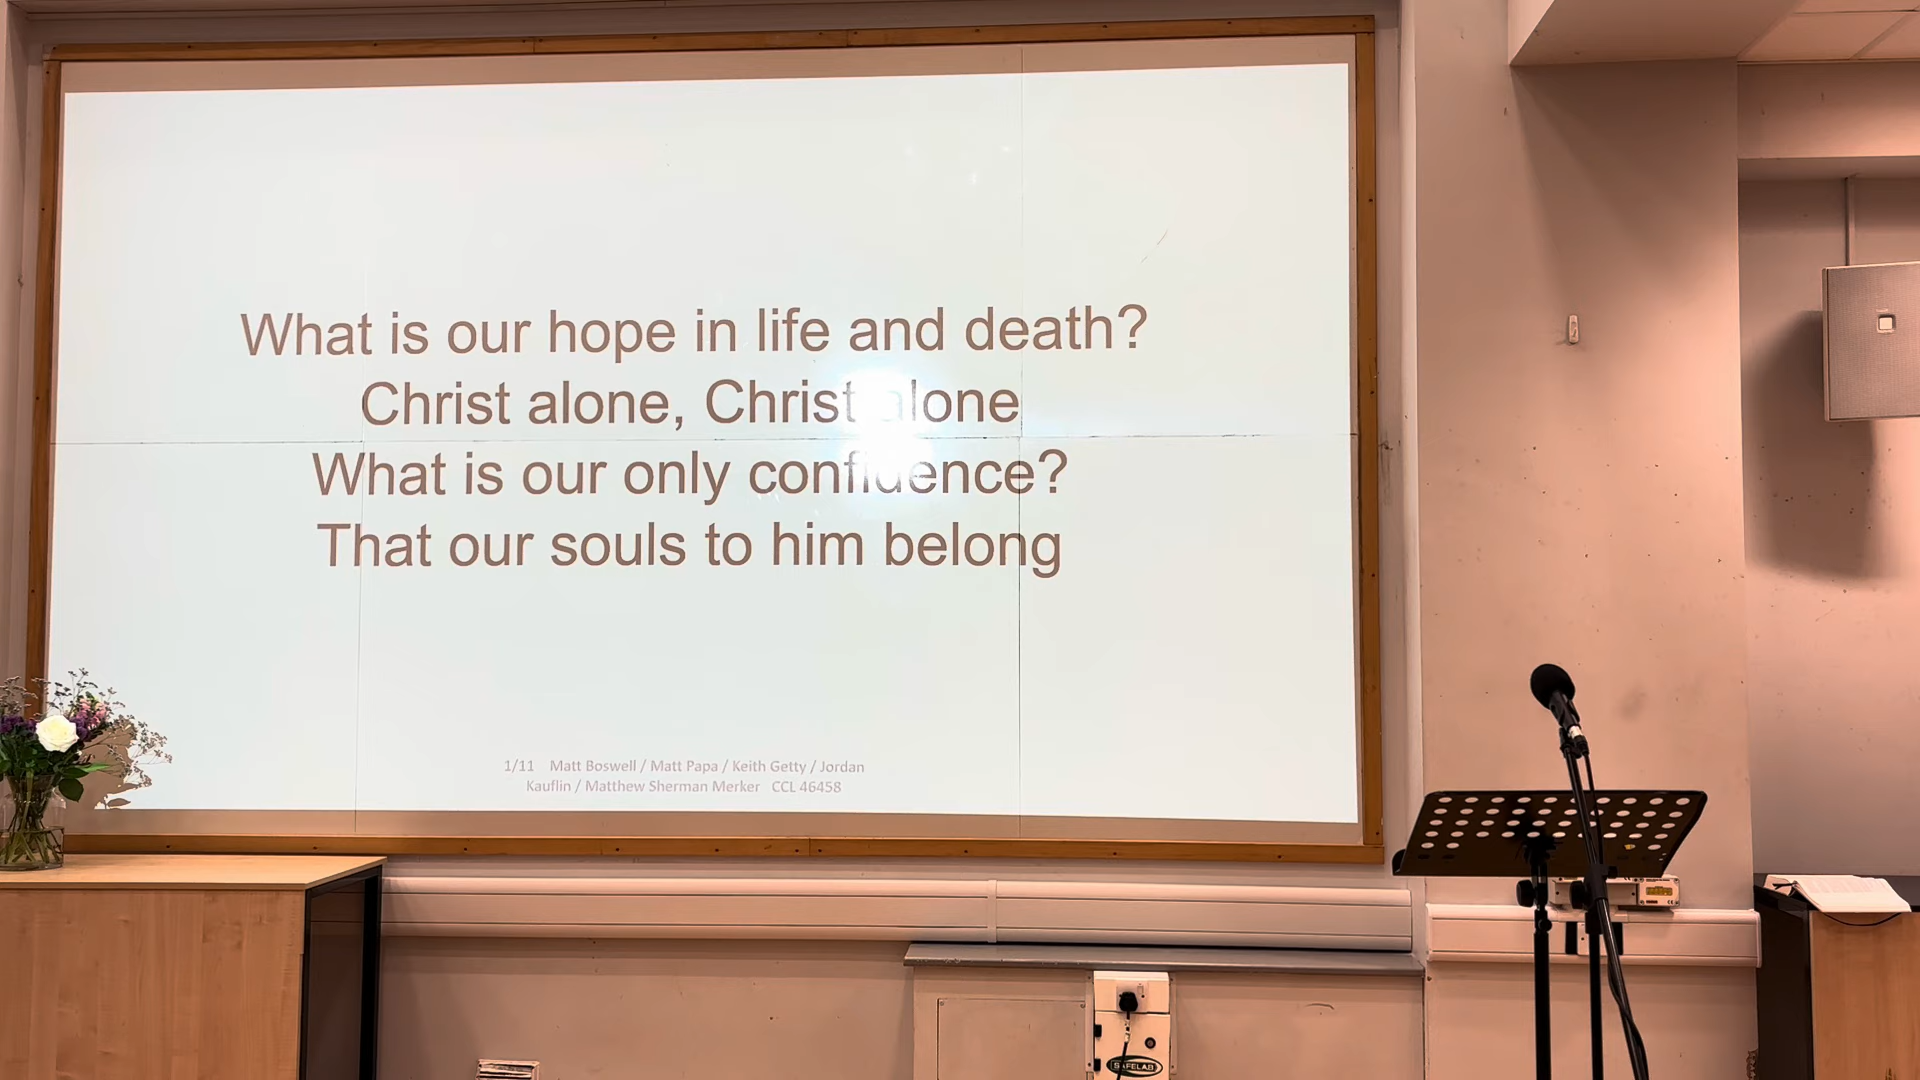 What is our hope in life and death?
Christ alone, Christ alone
What is our only confidence?
That our souls to him belong
1/11 Matt Boswell / Matt Papa / Keith Getty / Jordan
Kauflin / Matthew Sherman Merker CCL 46458
SAFELAB